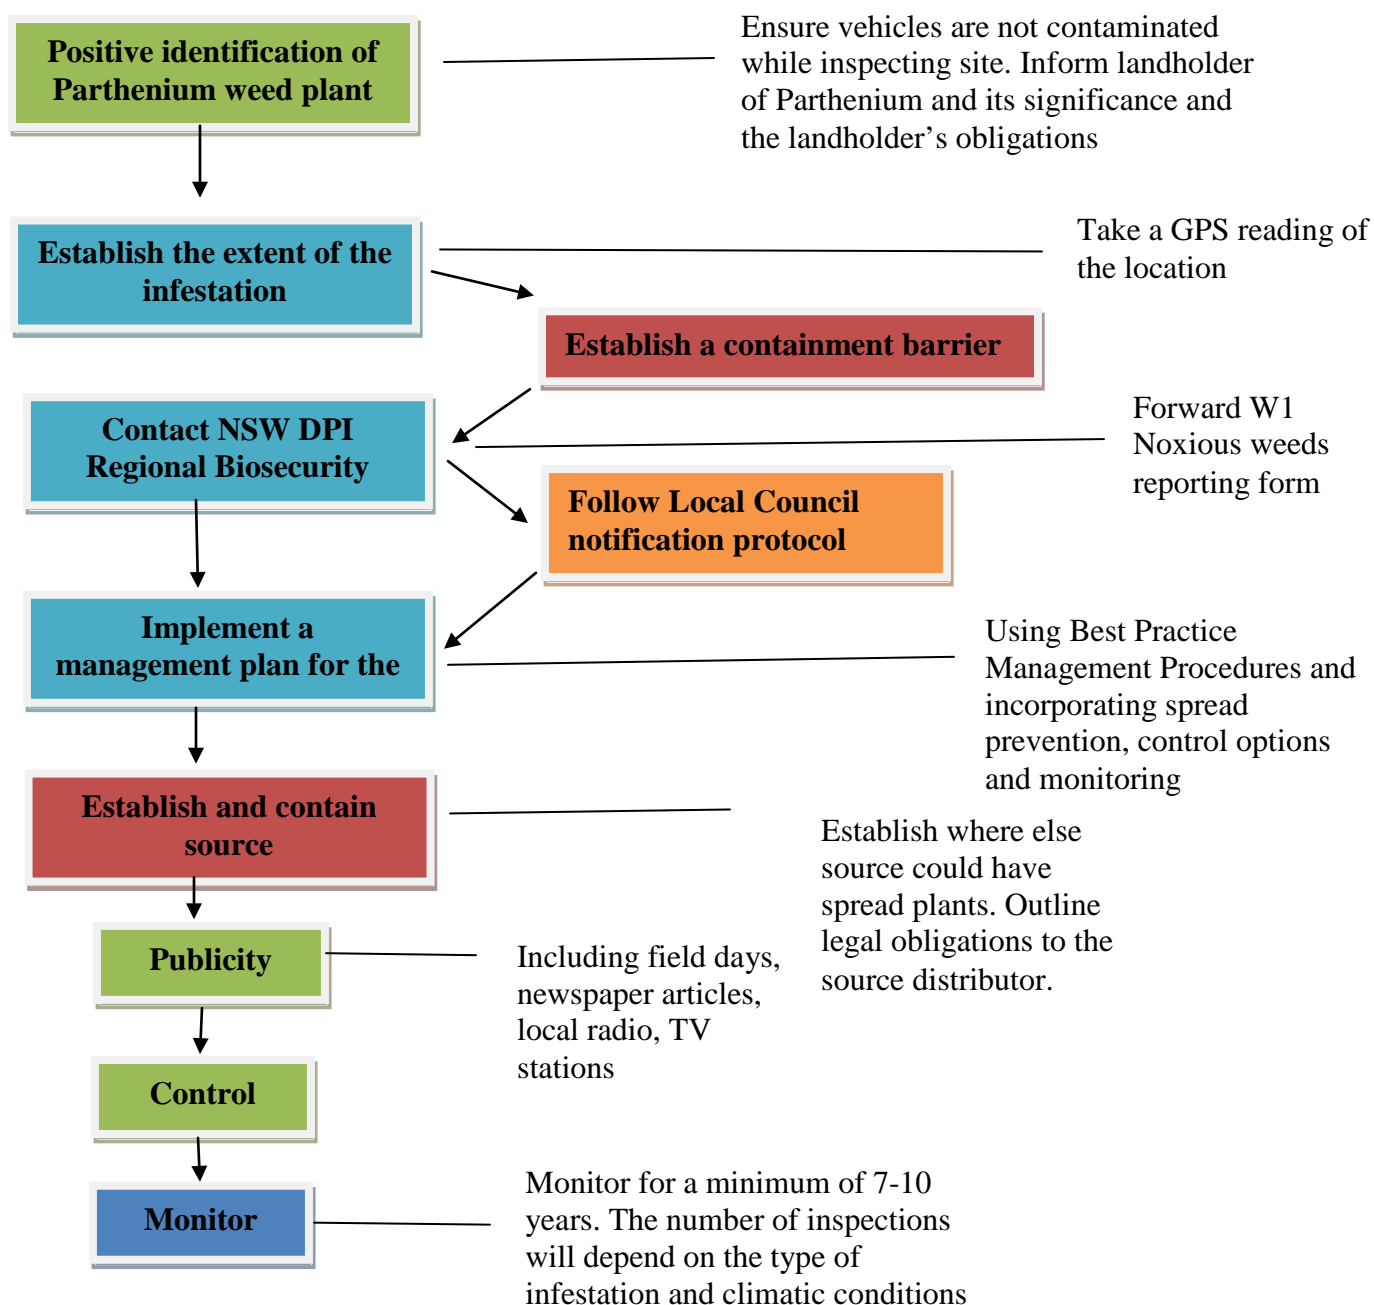 Positive identification of
Parthenium weed plant
Ensure vehicles are not contaminated
while inspecting site. Inform landholder
of Parthenium and its significance and
the landholder’s obligations
Establish the extent of the
infestation
Take a GPS reading of
the location
Establish a containment barrier
Contact NSW DPI
Regional Biosecurity
Forward W1
Noxious weeds
reporting form
Follow Local Council
notification protocol
Implement a
management plan for the
Using Best Practice
Management Procedures and
incorporating spread
prevention, control options
and monitoring
Establish and contain
source
Establish where else
source could have
spread plants. Outline
legal obligations to the
source distributor.
Publicity
Including field days,
newspaper articles,
local radio, TV
stations
Control
Monitor
Monitor for a minimum of 7-10
years. The number of inspections
will depend on the type of
infestation and climatic conditions